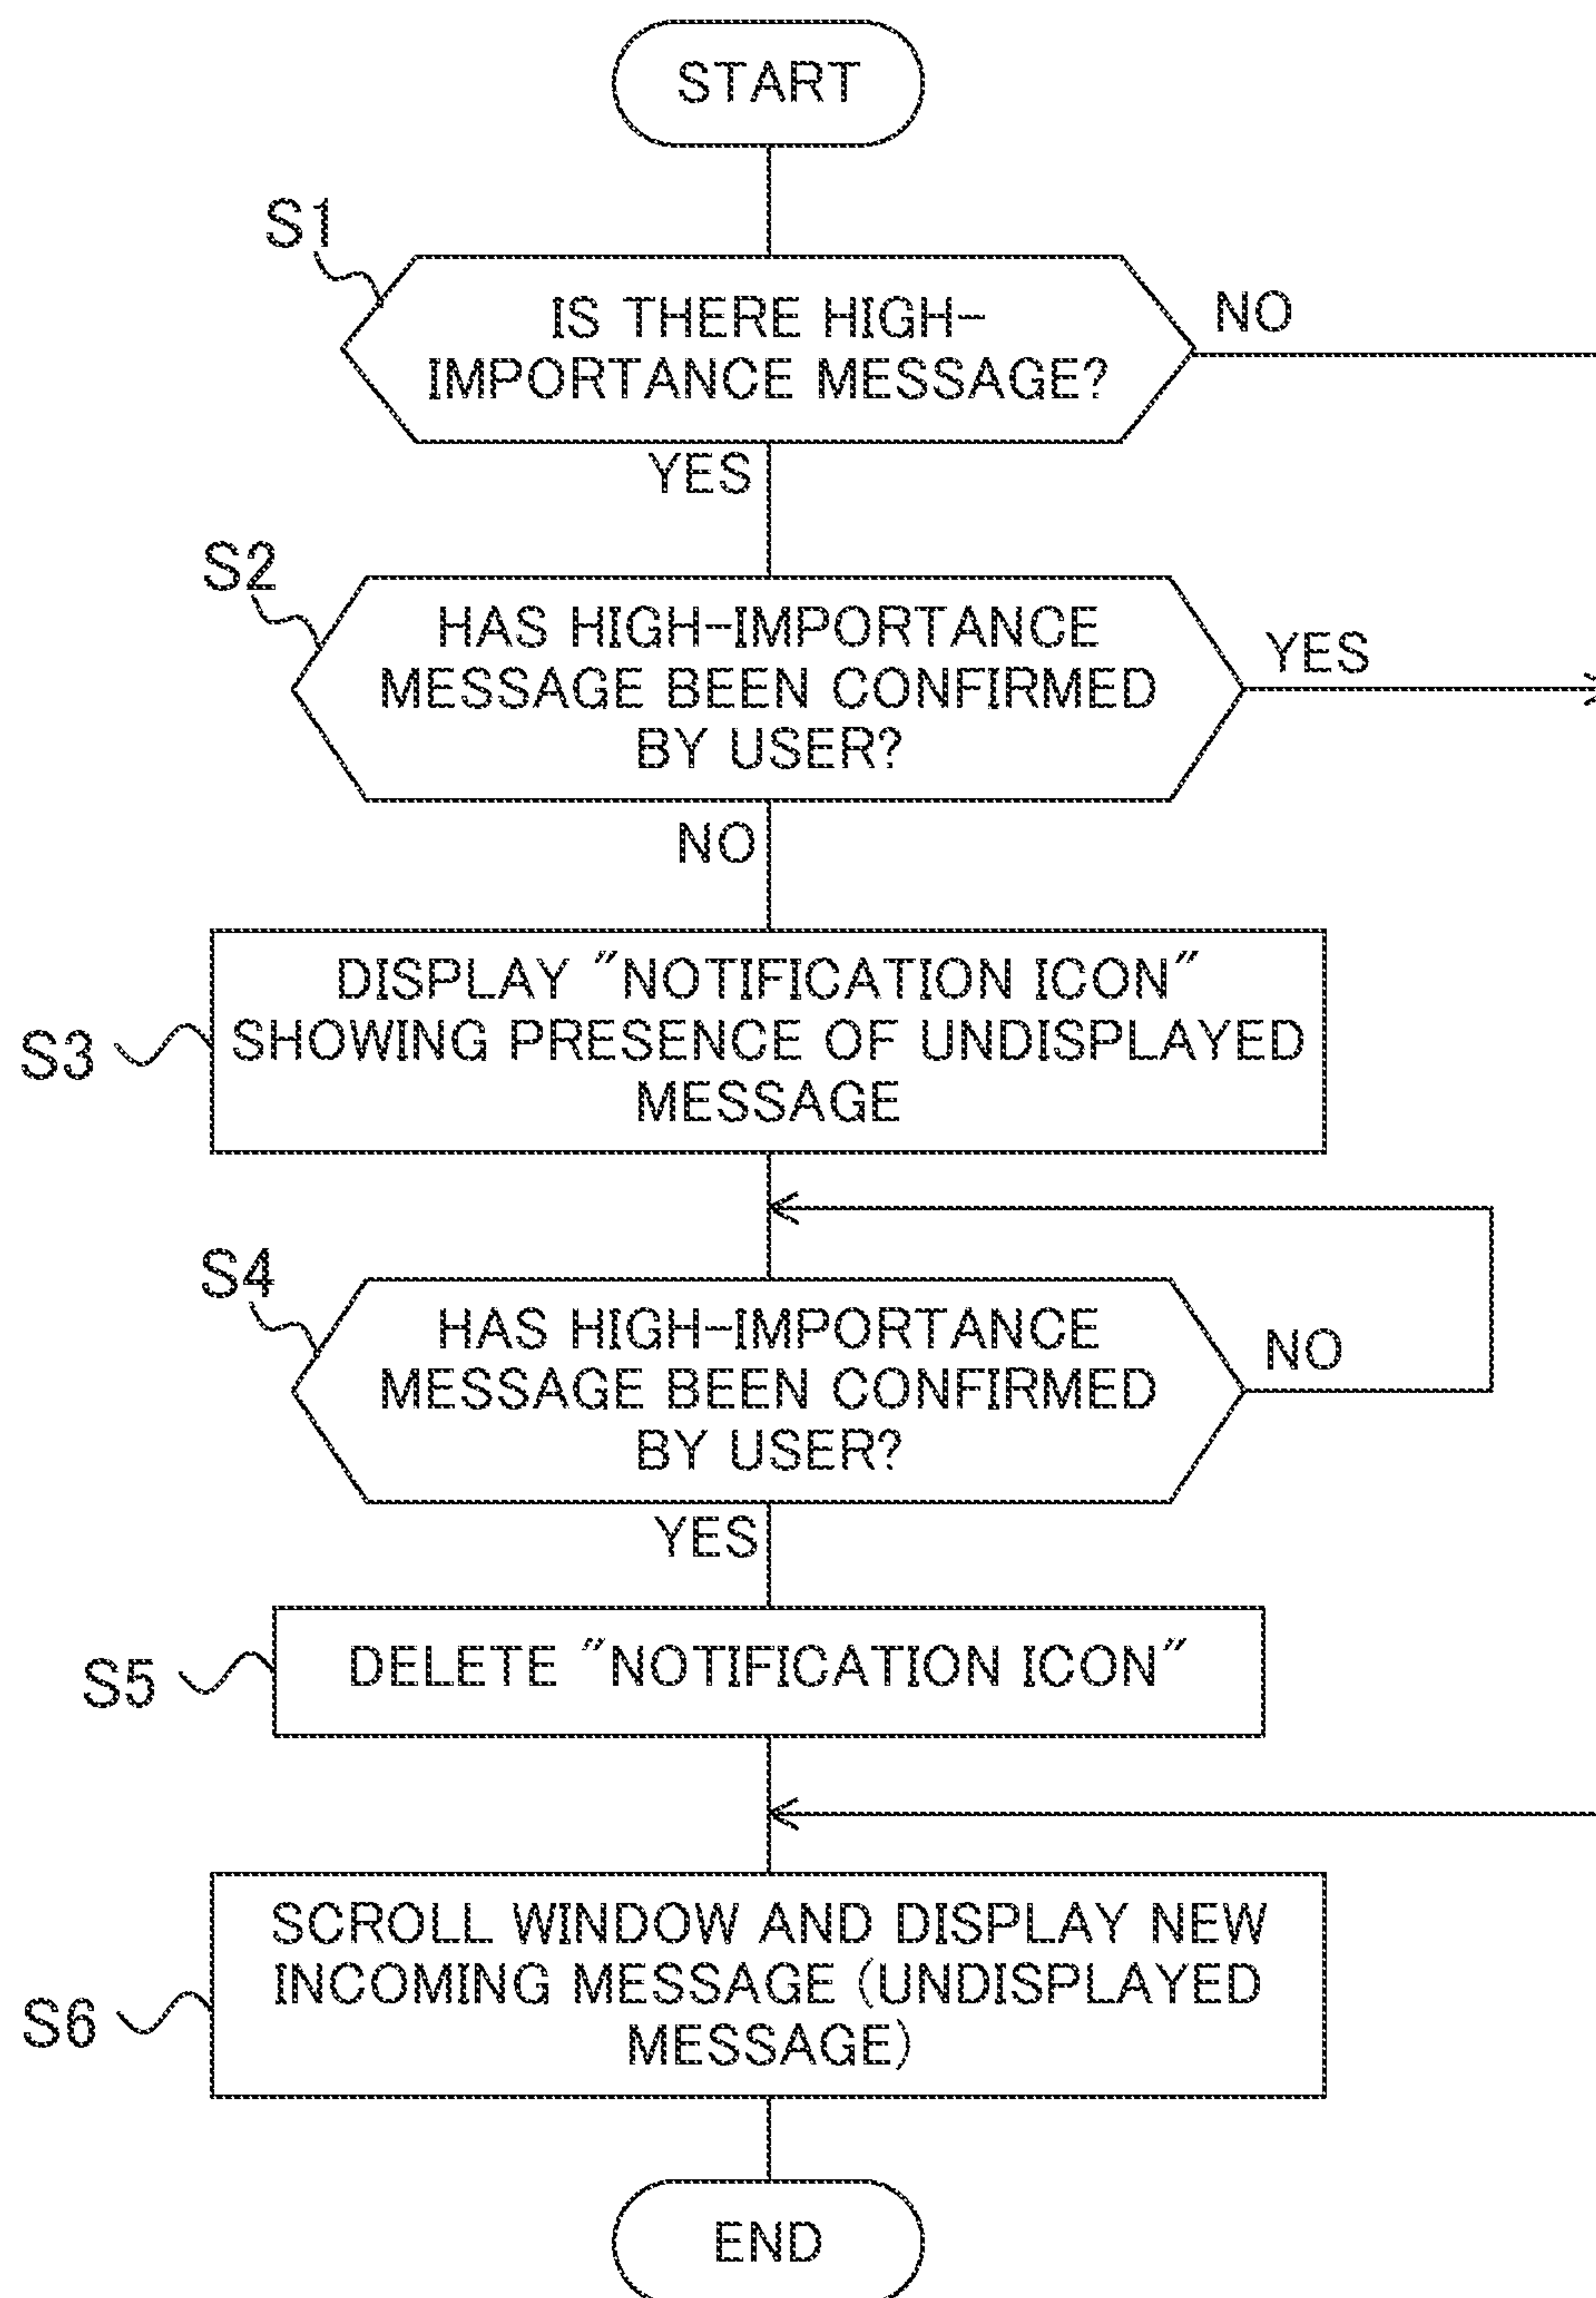 START
S1
IS THERE HIGH-
IMPORTANCE MESSAGE?
NO
YES
S2
HAS HIGH-IMPORTANCE
MESSAGE BEEN CONFIRMED
BY USER?
YES
NO
S3
DISPLAY "NOTIFICATION ICON"
SHOWING PRESENCE OF UNDISPLAYED
MESSAGE
S4
HAS HIGH-IMPORTANCE
MESSAGE BEEN CONFIRMED
BY USER?
NO
YES
S5
DELETE "NOTIFICATION ICON"
S6
SCROLL WINDOW AND DISPLAY NEW
INCOMING MESSAGE (UNDISPLAYED
MESSAGE)
END